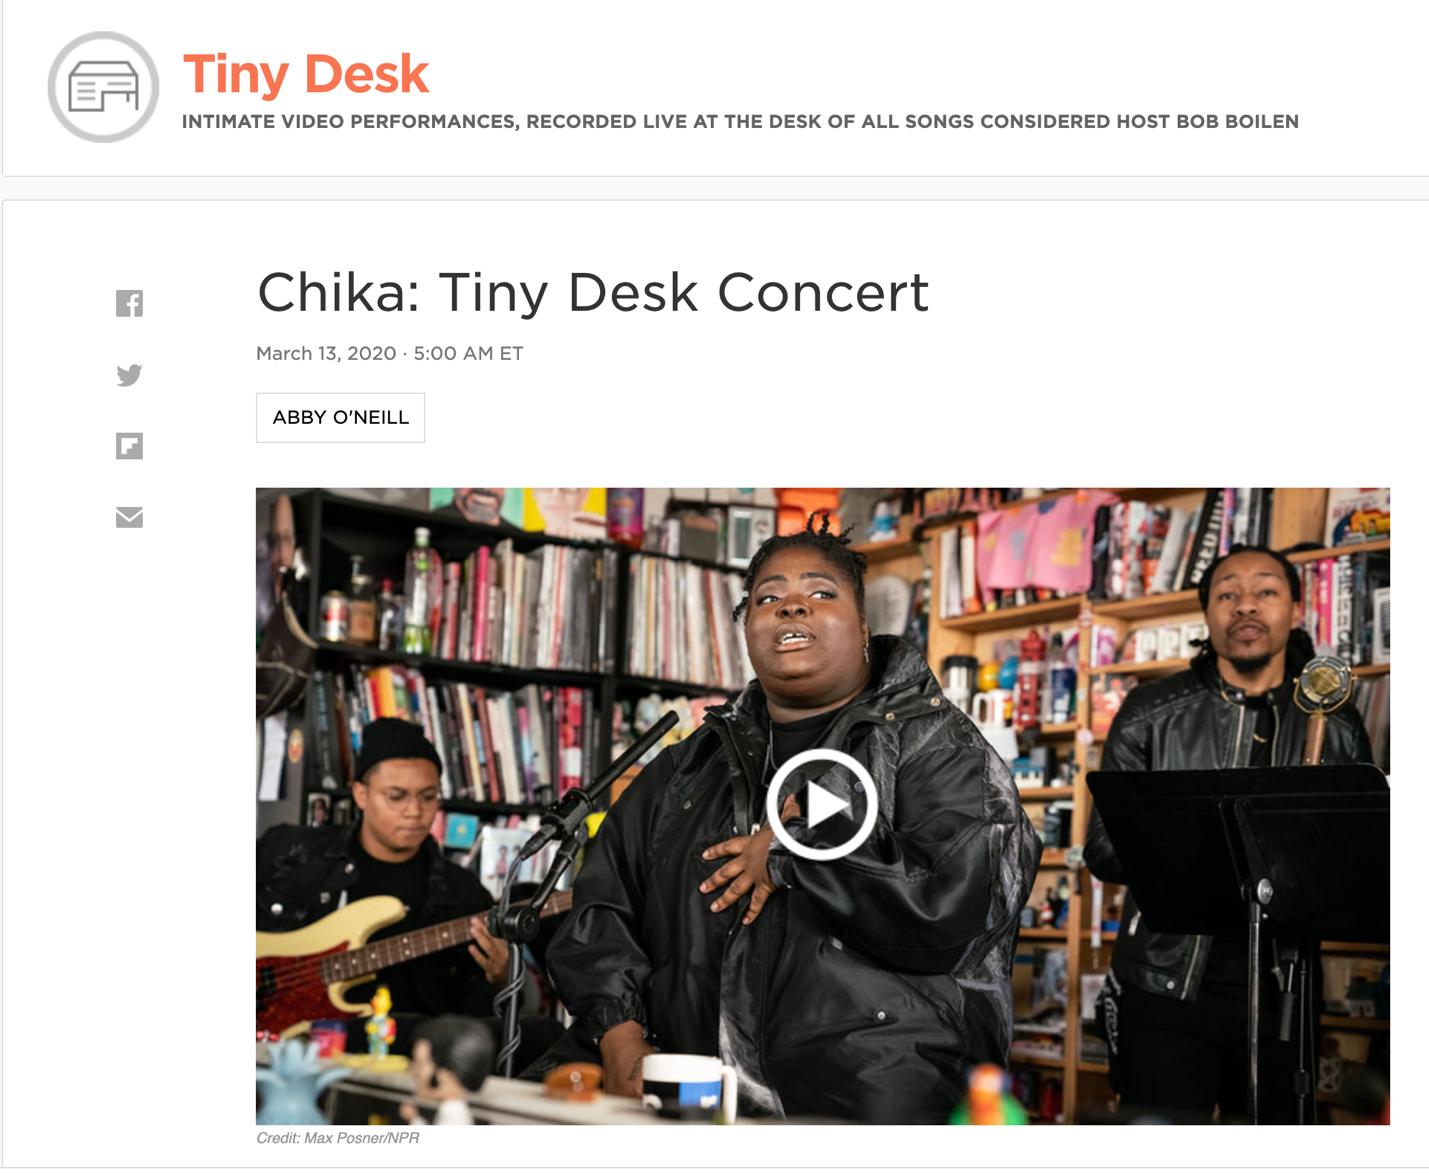 Tiny Desk
INTIMATE VIDEO PERFORMANCES, RECORDED LIVE AT THE DESK OF ALL SONGS CONSIDERED HOST BOB BOILEN
Chika: Tiny Desk Concert
March 13, 2020 · 5:00 AM ET
ABBY O'NEILL
Credit: Max Posner/NPR